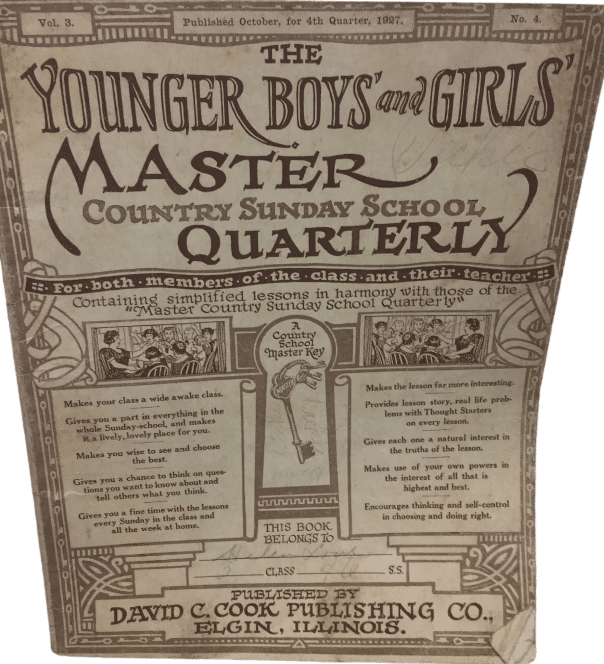 Vol. 3.
Published October, for 4th Quarter, 1927.
No. 4.
THE
YOUNGER BOYS' and GIRLS'
MASTER
COUNTRY SUNDAY SCHOOL
QUARTERLY
For · both · members · of · the · class · and · their · teacher
Containing simplified lessons in harmony with those of the
"Master Country Sunday School Quarterly"
A
Country
School
Master Key
Makes your class a wide awake class.
Gives you a part in everything in the
whole Sunday-school, and makes
it a lively, lovely place for you.
Makes you wise to see and choose
the best.
Gives you a chance to think on ques-
tions you want to know about and
tell others what you think.
Gives you a fine time with the lessons
every Sunday in the class and
all the week at home.
Makes the lesson far more interesting.
Provides lesson story, real life prob-
lems with Thought Starters
on every lesson.
Gives each one a natural interest in
the truths of the lesson.
Makes use of your own powers in
the interest of all that is
highest and best.
Encourages thinking and self-control
in choosing and doing right.
THIS BOOK
BELONGS TO
CLASS S.S.
PUBLISHED BY
DAVID C. COOK PUBLISHING CO.,
ELGIN, ILLINOIS.